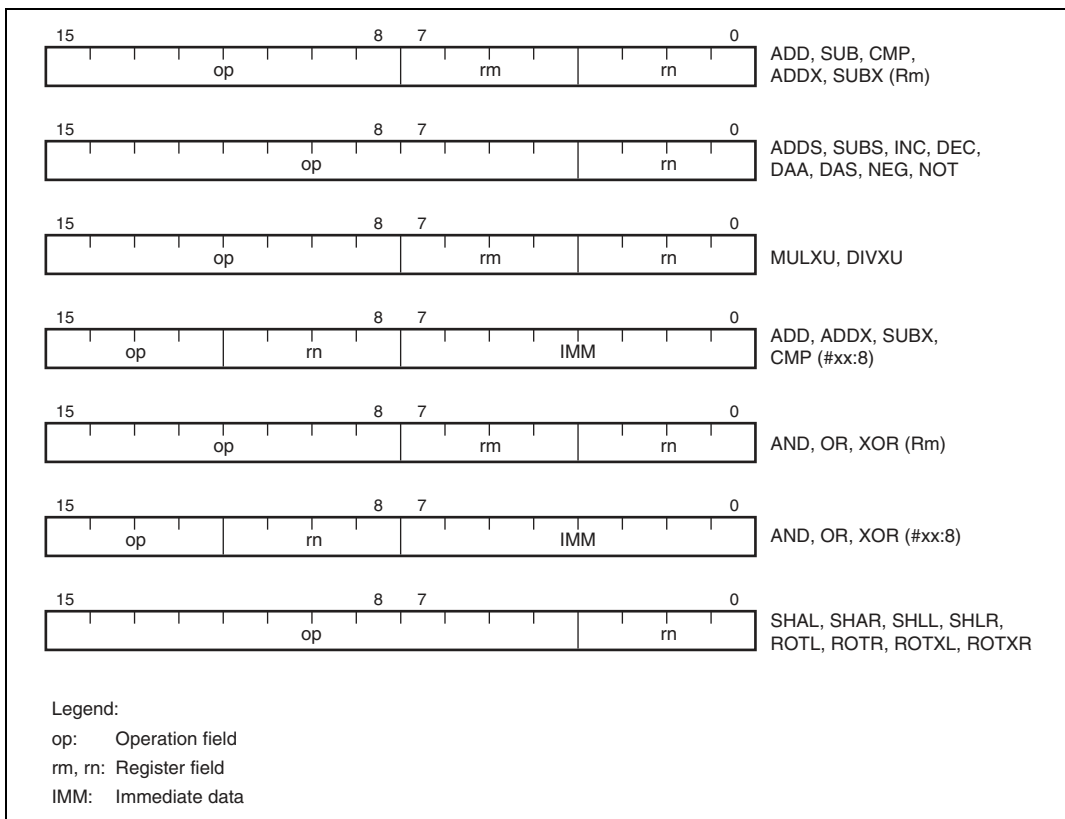 15 8 7 0
op rm rn
ADD, SUB, CMP,
ADDX, SUBX (Rm)
15 8 7 0
op rn
ADDS, SUBS, INC, DEC,
DAA, DAS, NEG, NOT
15 8 7 0
op rm rn
MULXU, DIVXU
15 8 7 0
op rn IMM
ADD, ADDX, SUBX,
CMP (#xx:8)
15 8 7 0
op rm rn
AND, OR, XOR (Rm)
15 8 7 0
op rn IMM
AND, OR, XOR (#xx:8)
15 8 7 0
op rn
SHAL, SHAR, SHLL, SHLR,
ROTL, ROTR, ROTXL, ROTXR
Legend:
op: Operation field
rm, rn: Register field
IMM: Immediate data